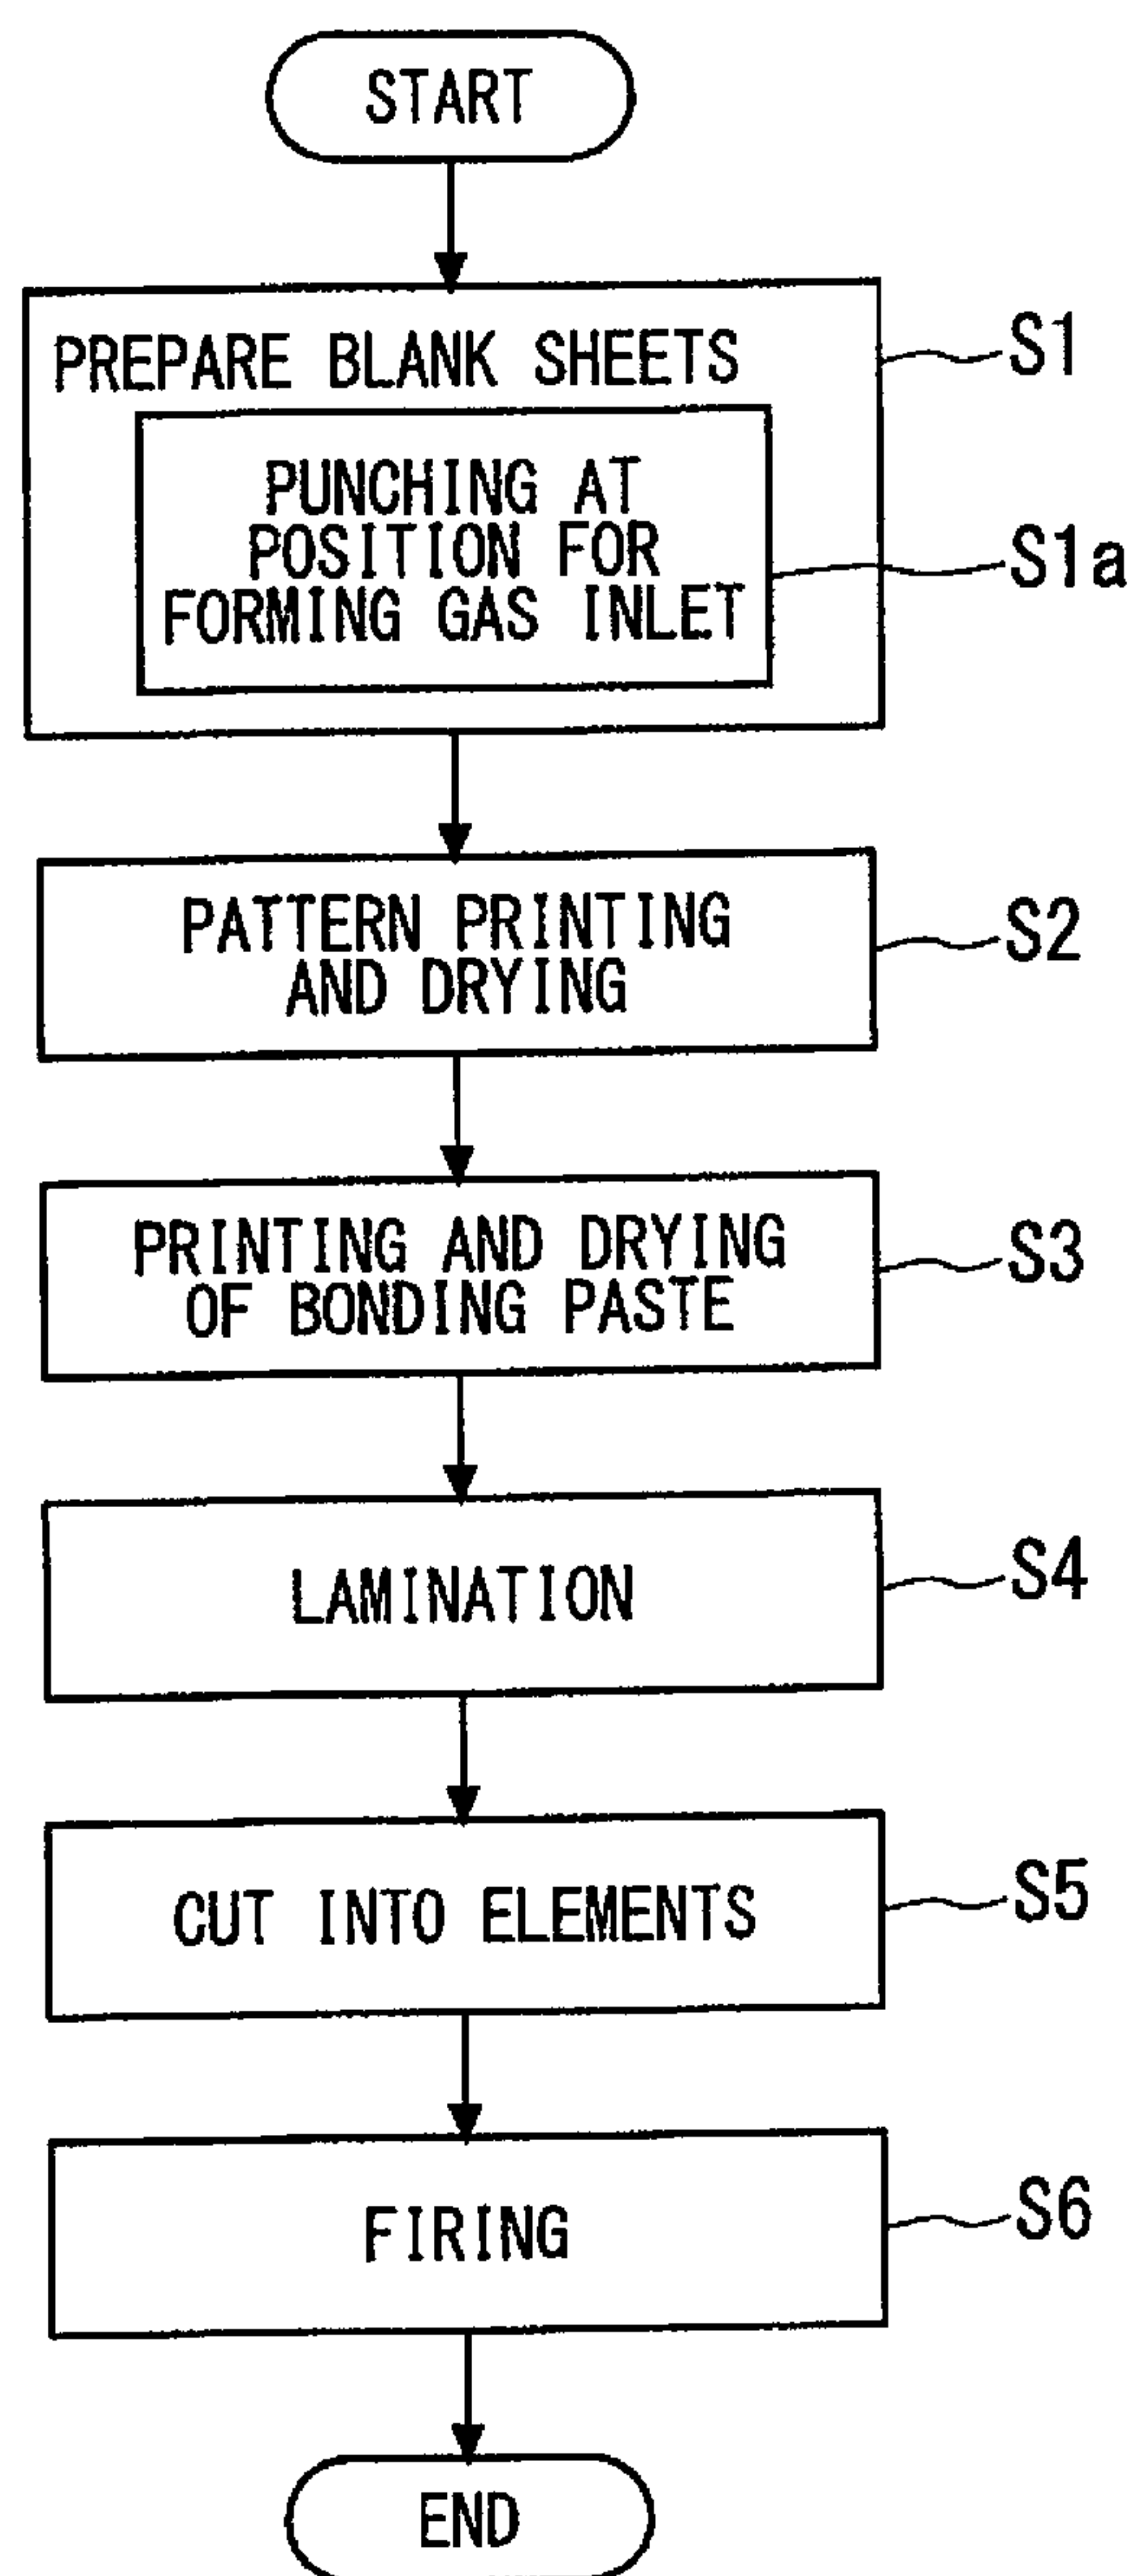 START
PREPARE BLANK SHEETS
S1
PUNCHING AT
POSITION FOR
FORMING GAS INLET
S1a
PATTERN PRINTING
AND DRYING
S2
PRINTING AND DRYING
OF BONDING PASTE
S3
LAMINATION
S4
CUT INTO ELEMENTS
S5
FIRING
S6
END